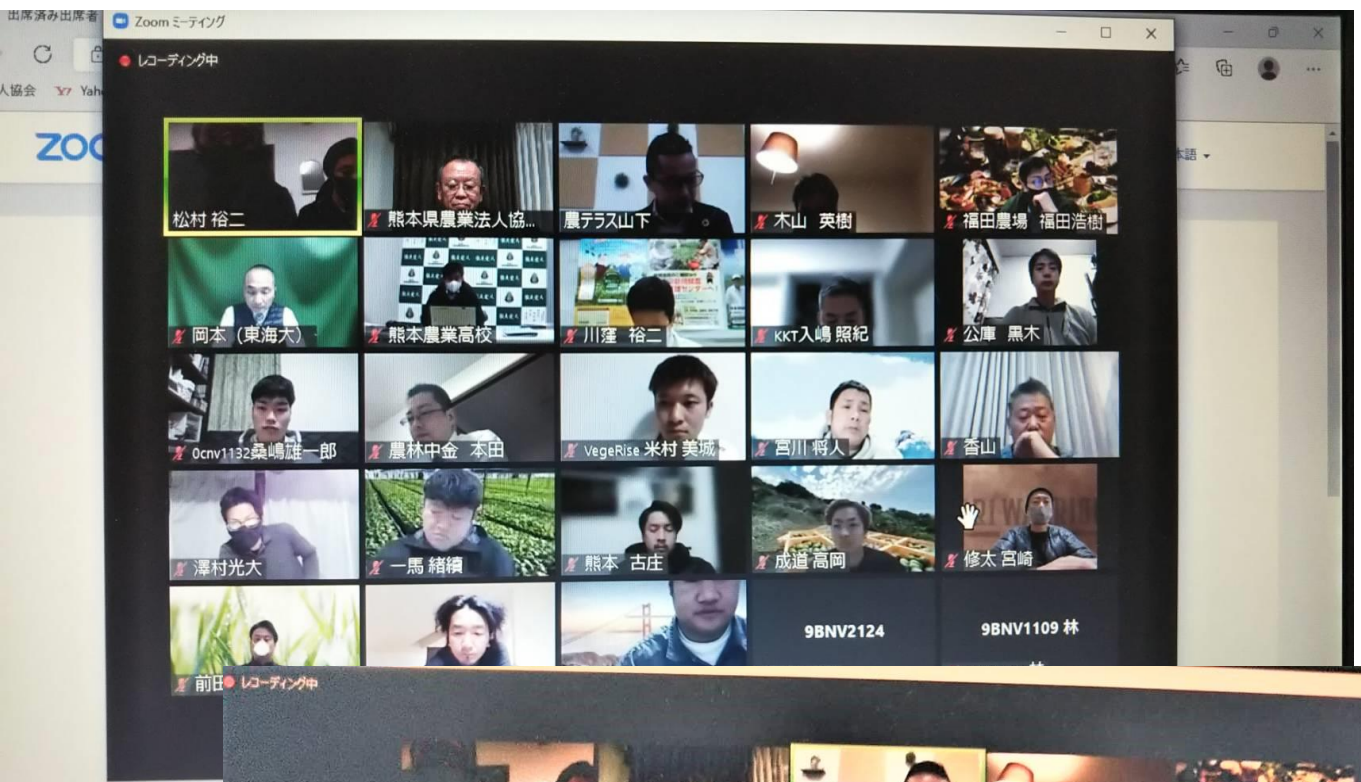 出席済み出席者
Zoom ミーティング
人協会 Yah
レコーディング中
本語
松村 裕二
熊本県農業法人協...
農テラス山下
木山 英樹
福田農場 福田浩樹
岡本（東海大）
熊本農業高校
川窪 裕二
KKT入嶋 照紀
公庫 黒木
0cnv1132桑嶋雄一郎
農林中金 本田
VegeRise 米村 美城
宮川 将人
香山
澤村光大
一馬 緒續
熊本 古庄
成道 高岡
修太 宮崎
9BNV2124
9BNV1109 林
前田
レコーディング中